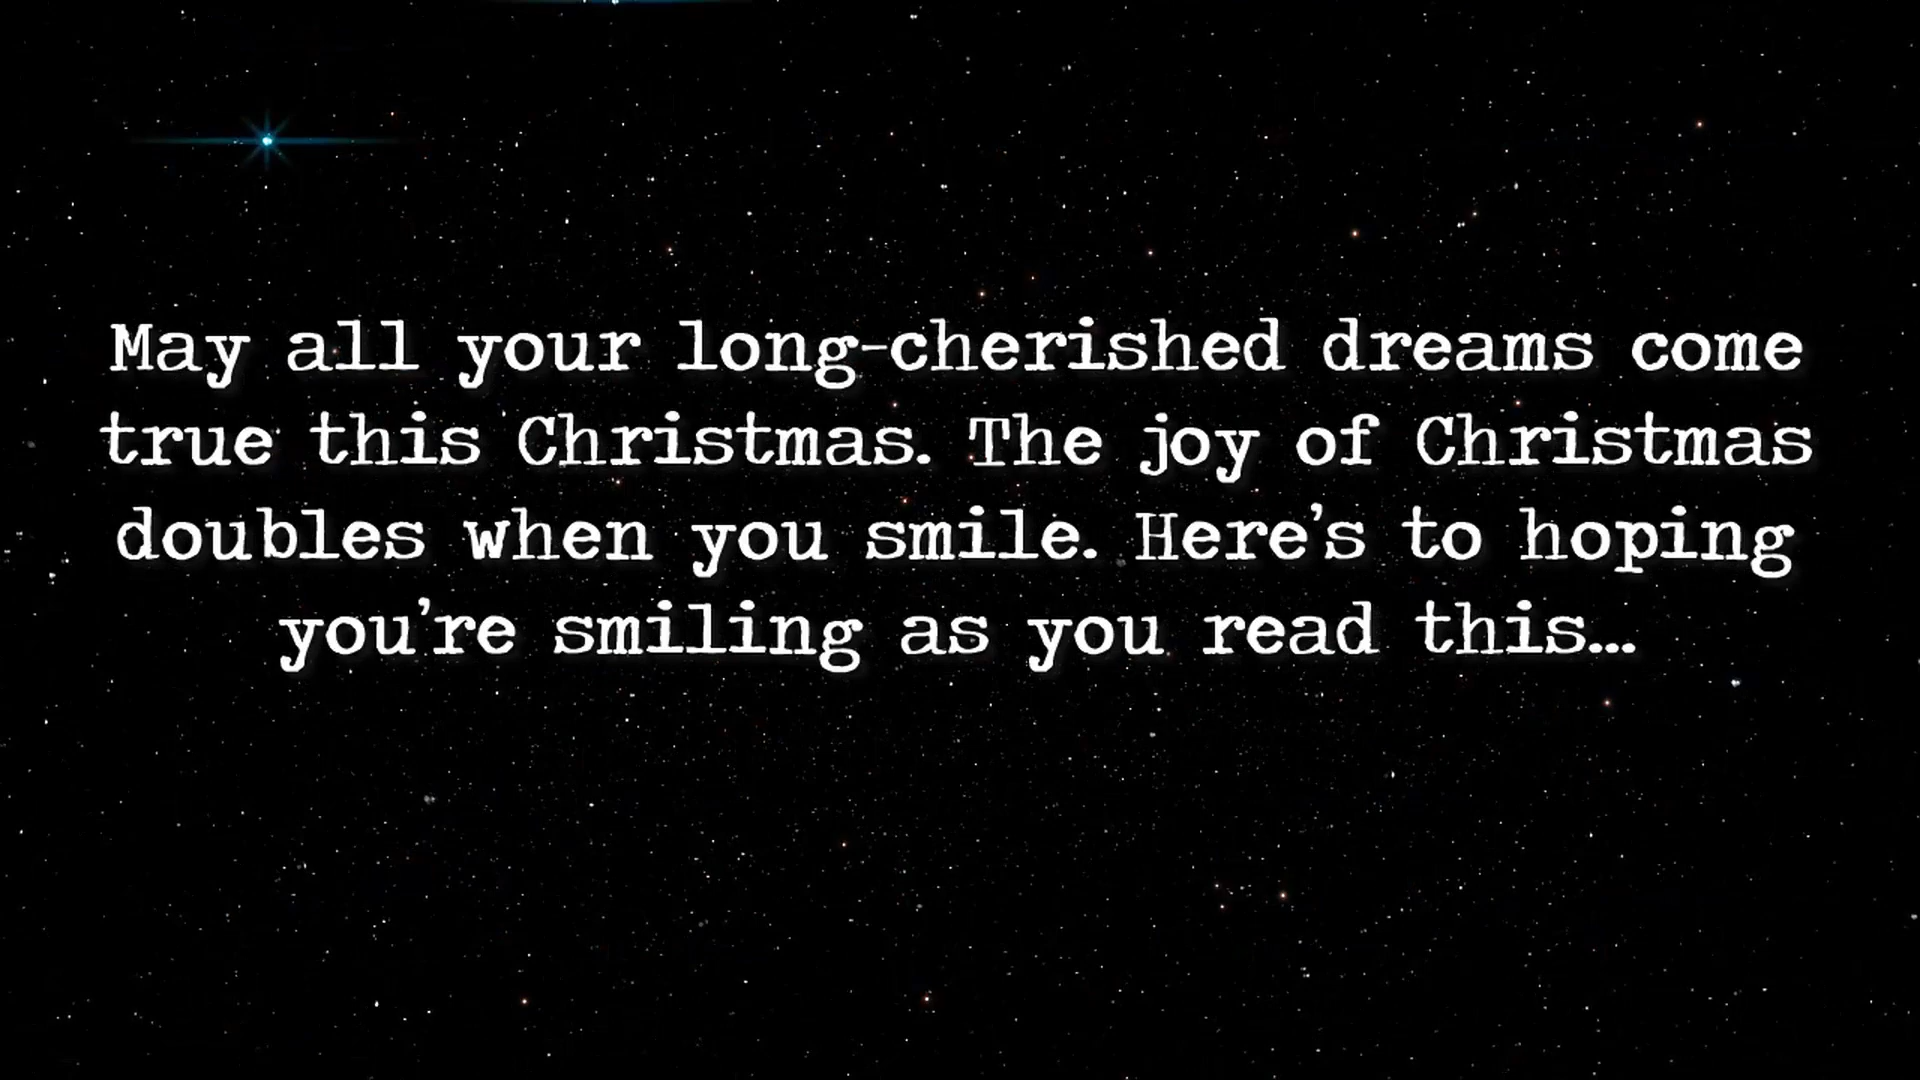 May all your long-cherished dreams come
true this Christmas. The joy of Christmas
doubles when you smile. Here’s to hoping
you’re smiling as you read this...